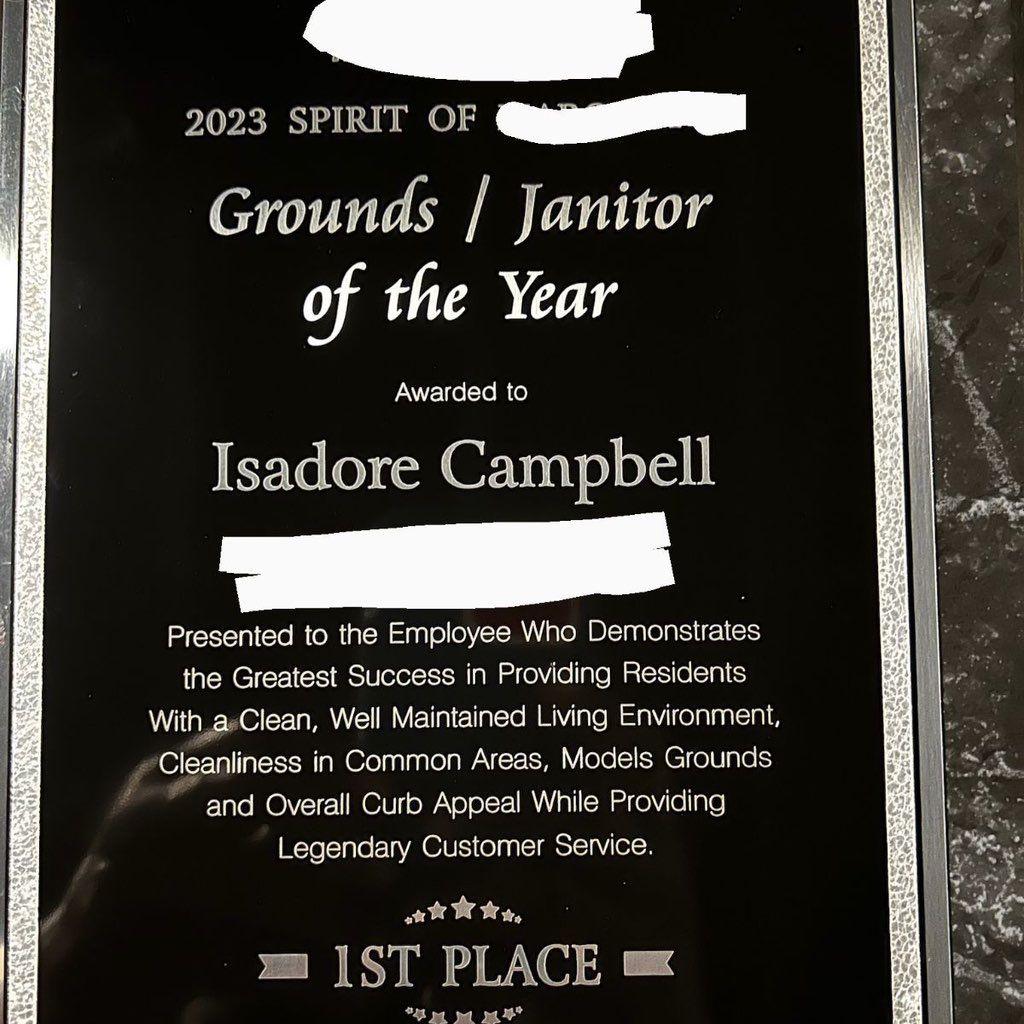 2023 SPIRIT OF
Grounds / Janitor
of the Year
Awarded to
Isadore Campbell
Presented to the Employee Who Demonstrates
the Greatest Success in Providing Residents
With a Clean, Well Maintained Living Environment,
Cleanliness in Common Areas, Models Grounds
and Overall Curb Appeal While Providing
Legendary Customer Service.
1ST PLACE